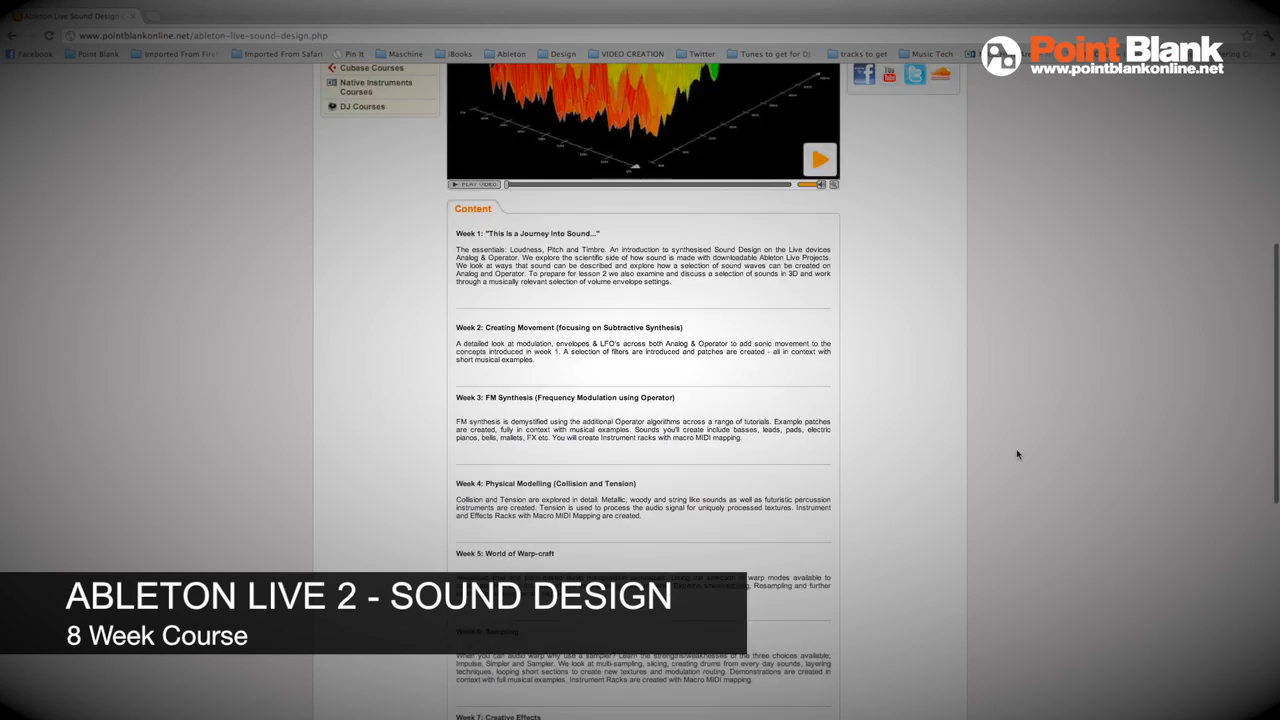 Ableton Live Sound Design
www.pointblankonline.net/ableton-live-sound-design.php
Facebook Point Blank Imported From Firef Imported From Safari Pin It Maschine iBooks Ableton Design VIDEO CREATION Twitter Tunes to get for DJ tracks to get Music Tech
Point Blank
www.pointblankonline.net
Cubase Courses
Native Instruments
Courses
DJ Courses
PLAY VIDEO
Content
Week 1: "This Is a Journey Into Sound..."
The essentials: Loudness, Pitch and Timbre. An introduction to synthesised Sound Design on the Live devices
Analog & Operator. We explore the scientific side of how sound is made with downloadable Ableton Live Projects.
We look at ways that sound can be described and explore how a selection of sound waves can be created on
Analog and Operator. To prepare for lesson 2 we also examine and discuss a selection of sounds in 3D and work
through a musically relevant selection of volume envelope settings.
Week 2: Creating Movement (focusing on Subtractive Synthesis)
A detailed look at modulation, envelopes & LFO's across both Analog & Operator to add sonic movement to the
concepts introduced in week 1. A selection of filters are introduced and patches are created - all in context with
short musical examples.
Week 3: FM Synthesis (Frequency Modulation using Operator)
FM synthesis is demystified using the additional Operator algorithms across a range of tutorials. Example patches
are created, fully in context with musical examples. Sounds you'll create include basses, leads, pads, electric
pianos, bells, mallets, FX etc. You will create Instrument racks with macro MIDI mapping.
Week 4: Physical Modelling (Collision and Tension)
Collision and Tension are explored in detail. Metallic, woody and string like sounds as well as futuristic percussion
instruments are created. Tension is used to process the audio signal for uniquely processed textures. Instrument
and Effects Racks with Macro MIDI Mapping are created.
Week 5: World of Warp-craft
warp modes available to
Resampling and further
ABLETON LIVE 2 - SOUND DESIGN
8 Week Course
Week 6: Sampling
When you can audio warp why use a sampler? Learn the strengths/weaknesses of the three choices available;
Impulse, Simpler and Sampler. We look at multi-sampling, slicing, creating drums from every day sounds, layering
techniques, looping short sections to create new textures and modulation routing. Demonstrations are created in
context with full musical examples. Instrument Racks are created with Macro MIDI mapping.
Week 7: Creative Effects